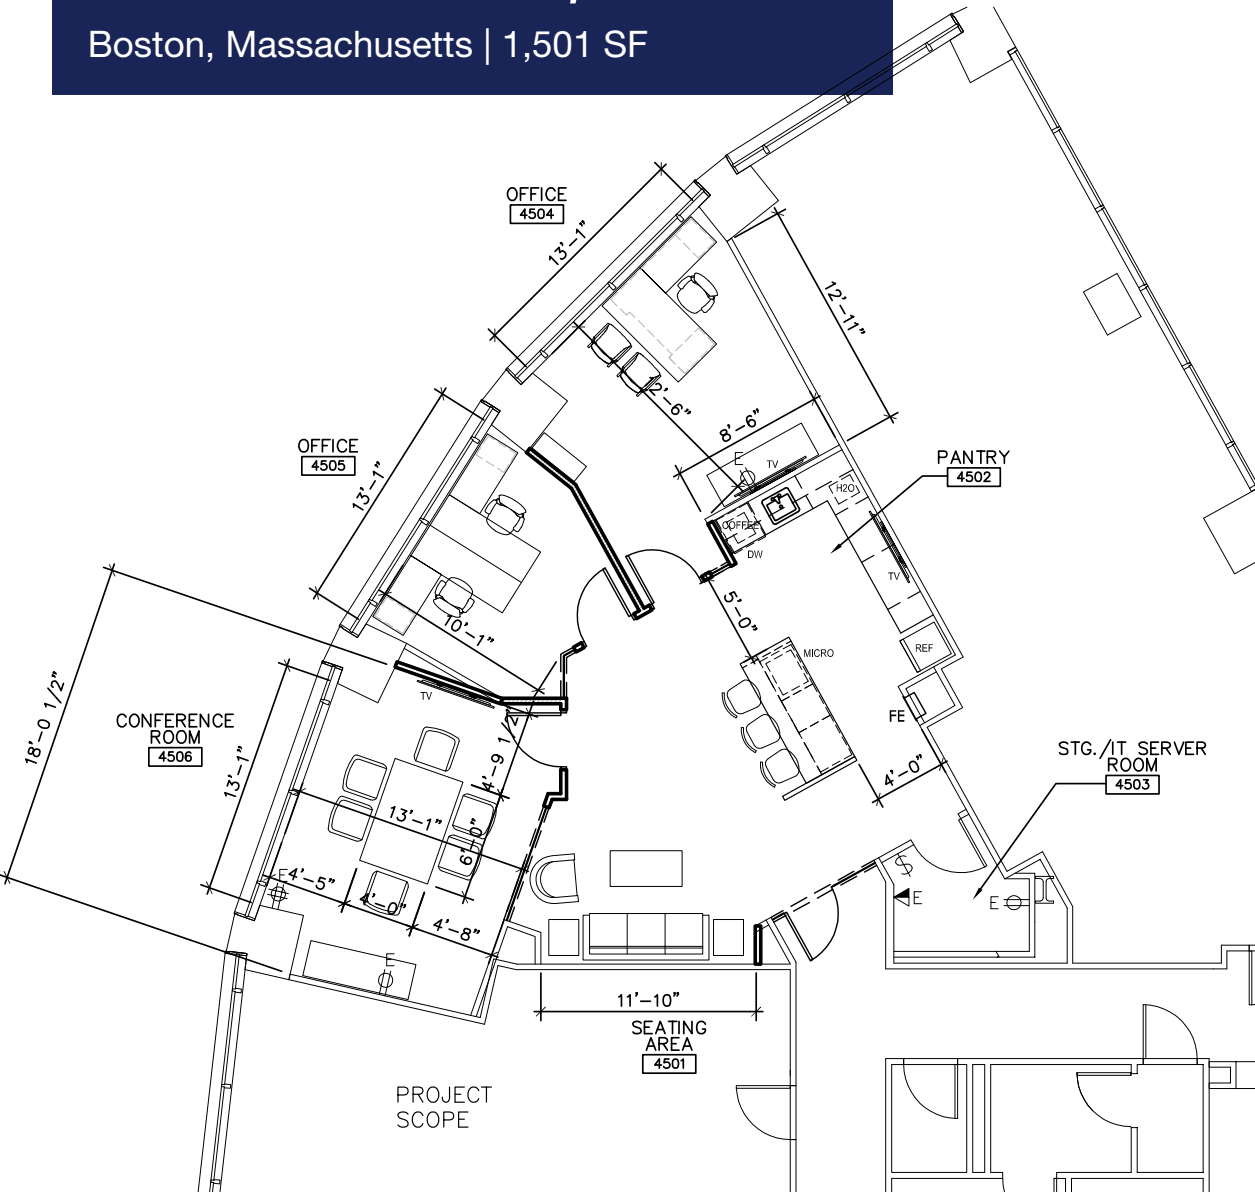 Boston, Massachusetts | 1,501 SF
OFFICE
4504
13'-1"
12'-11"
2'-6"
8'-6"
OFFICE
4505
13'-1"
E
TV
PANTRY
4502
H2O
COFFEE
DW
TV
5'-0"
10'-1"
REF
MICRO
TV
FE
18'-0 1/2"
CONFERENCE
ROOM
4506
13'-1"
4'-9 1/2"
STG./IT SERVER
ROOM
4503
4'-0"
13'-1"
6'-0"
E
4'-5"
4'-0"
4'-8"
S
E
E
E
11'-10"
SEATING
AREA
4501
PROJECT
SCOPE